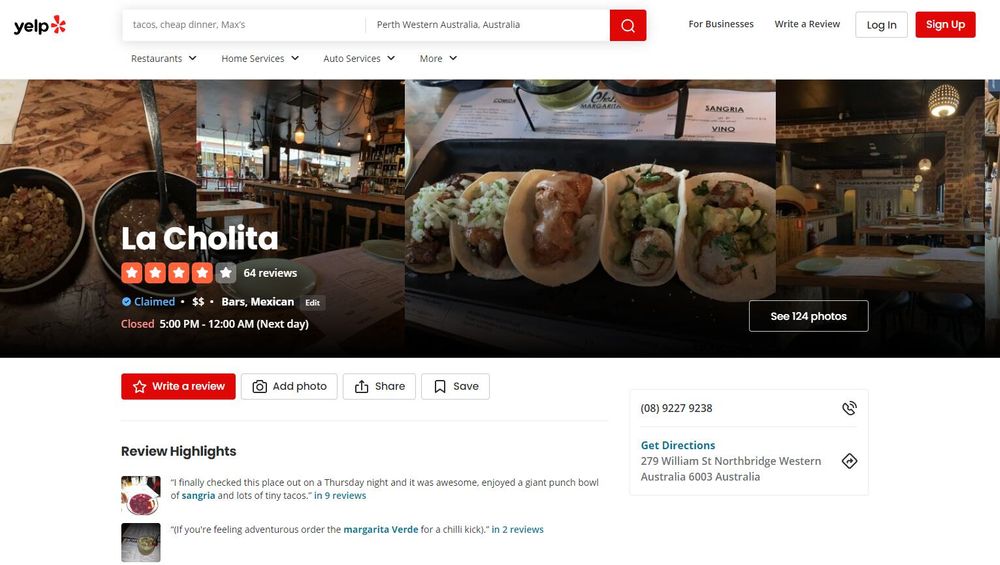 yelp
tacos, cheap dinner, Max's
Perth Western Australia, Australia
For Businesses
Write a Review
Log In
Sign Up
Restaurants
Home Services
Auto Services
More
COMIDA
MARGARITA
SANGRIA
VINO
La Cholita
64 reviews
Claimed • $$ • Bars, Mexican Edit
Closed 5:00 PM - 12:00 AM (Next day)
See 124 photos
Write a review
Add photo
Share
Save
(08) 9227 9238
Get Directions
279 William St Northbridge Western
Australia 6003 Australia
Review Highlights
“I finally checked this place out on a Thursday night and it was awesome, enjoyed a giant punch bowl
of sangria and lots of tiny tacos.” in 9 reviews
“(If you're feeling adventurous order the margarita Verde for a chilli kick).” in 2 reviews